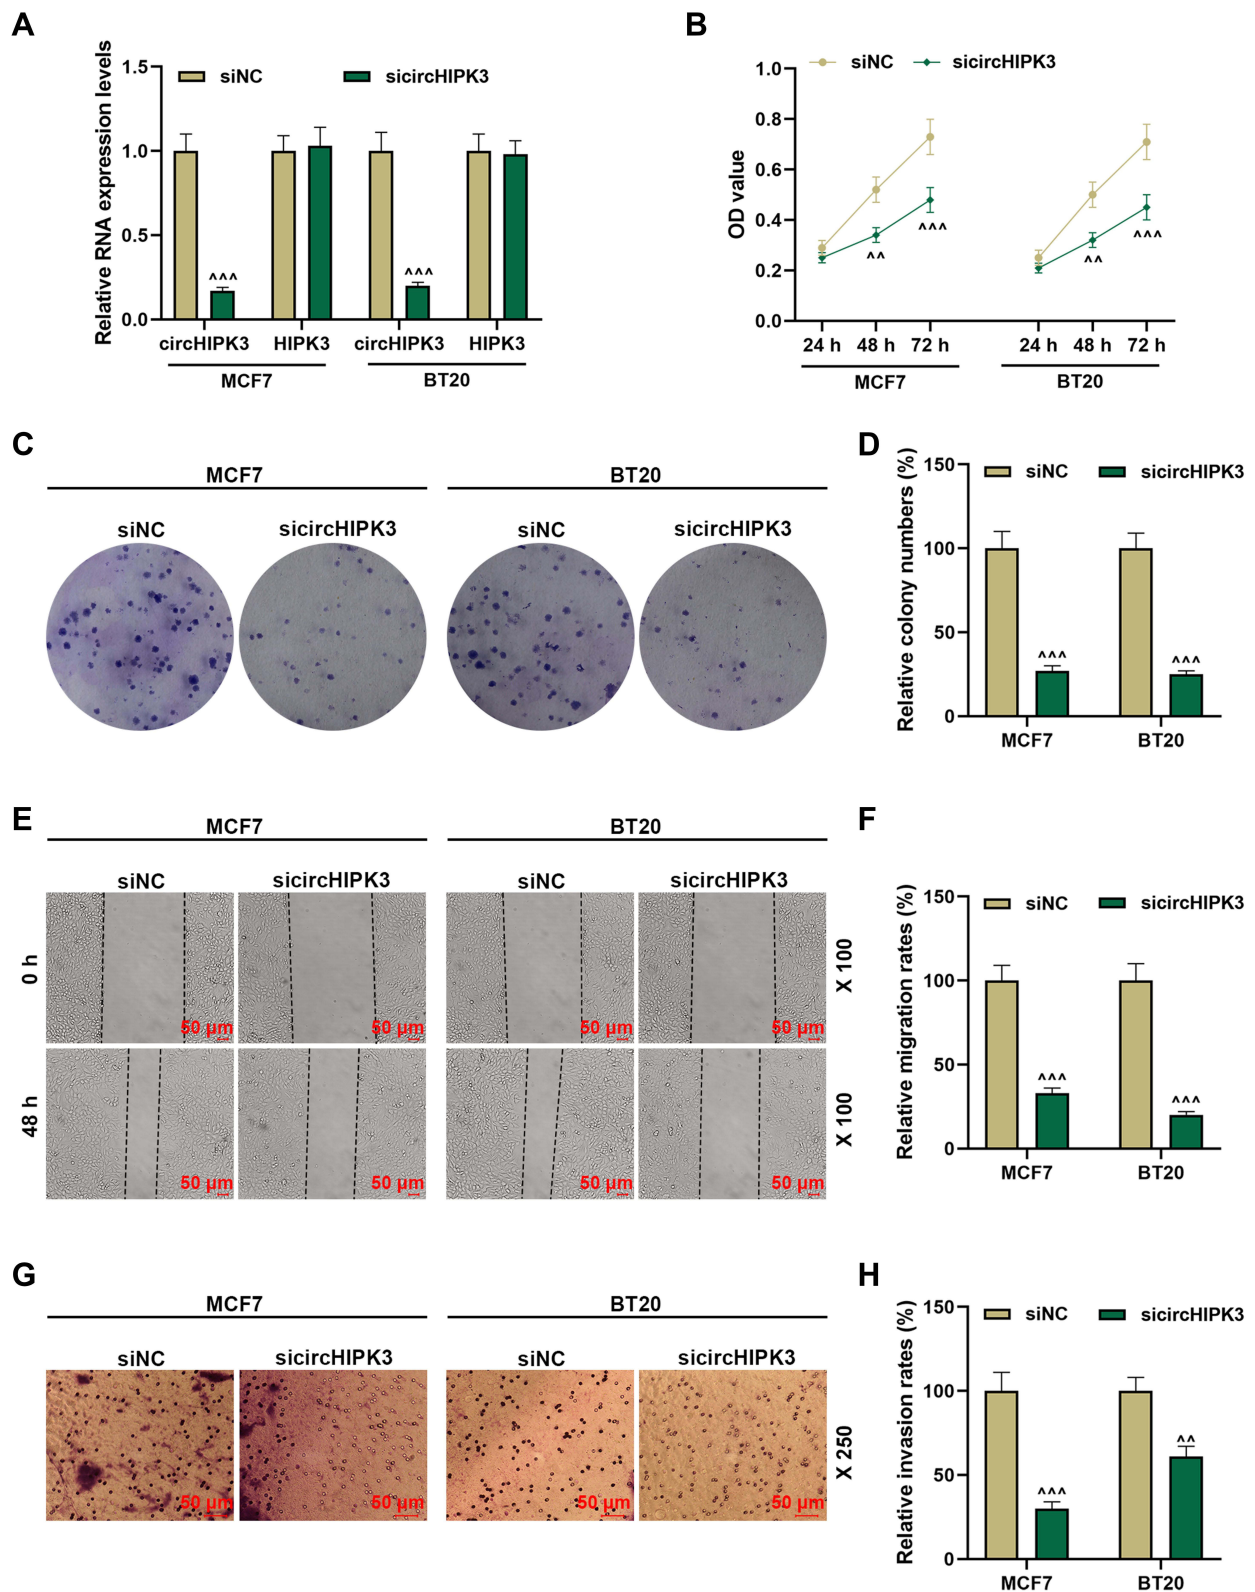 A
Relative RNA expression levels
1.5
1.0
0.5
0.0
siNC
sicircHIPK3
^^^
^^^
circHIPK3
HIPK3
circHIPK3
HIPK3
MCF7
BT20
B
OD value
1.0
0.8
0.6
0.4
0.2
0.0
siNC
sicircHIPK3
^^
^^^
^^
^^^
24 h
48 h
72 h
24 h
48 h
72 h
MCF7
BT20
C
MCF7
BT20
siNC
sicircHIPK3
siNC
sicircHIPK3
D
Relative colony numbers (%)
150
100
50
0
siNC
sicircHIPK3
^^^
^^^
MCF7
BT20
E
MCF7
BT20
siNC
sicircHIPK3
siNC
sicircHIPK3
0 h
50 μm
50 μm
50 μm
50 μm
X 100
48 h
50 μm
50 μm
50 μm
50 μm
X 100
F
Relative migration rates (%)
150
100
50
0
siNC
sicircHIPK3
^^^
^^^
MCF7
BT20
G
MCF7
BT20
siNC
sicircHIPK3
siNC
sicircHIPK3
50 μm
50 μm
50 μm
50 μm
X 250
H
Relative invasion rates (%)
150
100
50
0
siNC
sicircHIPK3
^^^
^^
MCF7
BT20